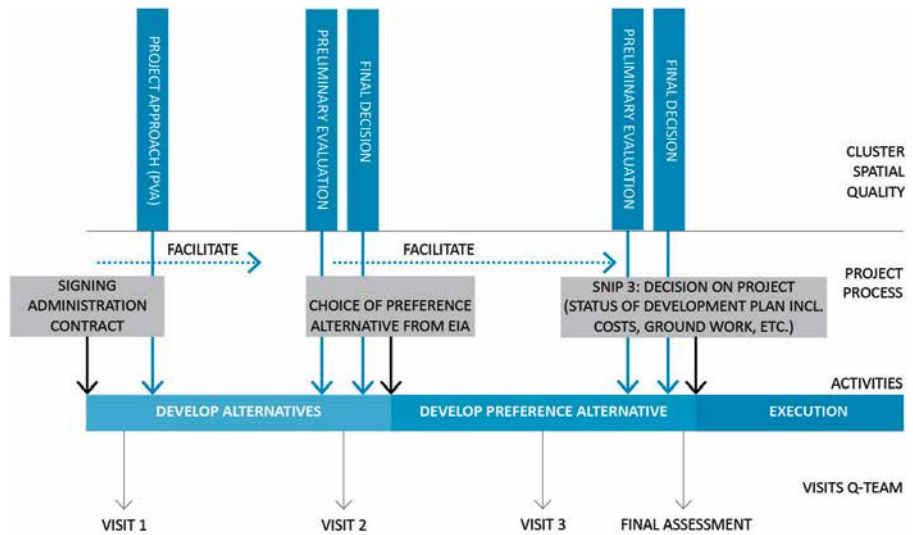 PROJECT APPROACH (PVA)
PRELIMINARY EVALUATION
FINAL DECISION
PRELIMINARY EVALUATION
FINAL DECISION
CLUSTER
SPATIAL
QUALITY
FACILITATE
FACILITATE
PROJECT
PROCESS
SIGNING
ADMINISTRATION
CONTRACT
CHOICE OF PREFERENCE
ALTERNATIVE FROM EIA
SNIP 3: DECISION ON PROJECT
(STATUS OF DEVELOPMENT PLAN INCL.
COSTS, GROUND WORK, ETC.)
ACTIVITIES
DEVELOP ALTERNATIVES
DEVELOP PREFERENCE ALTERNATIVE
EXECUTION
VISITS Q-TEAM
VISIT 1
VISIT 2
VISIT 3
FINAL ASSESSMENT